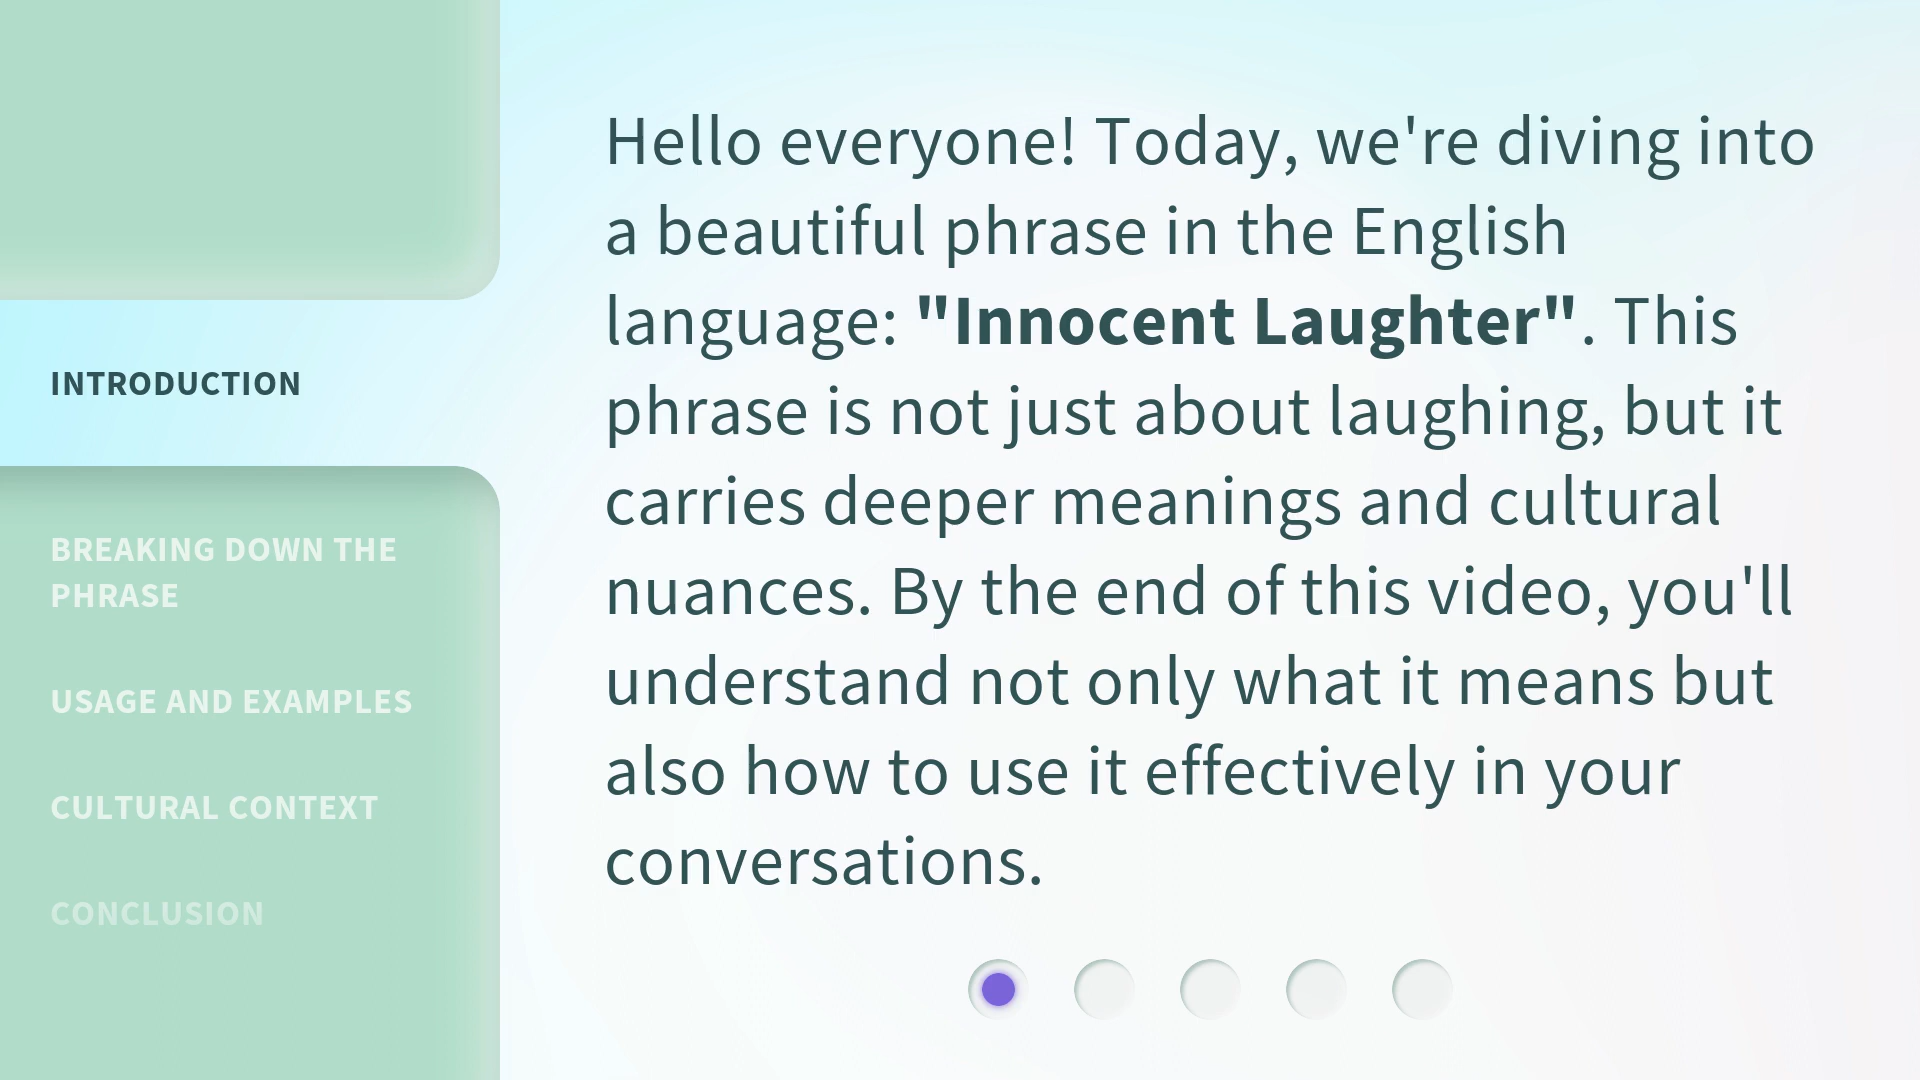 INTRODUCTION
BREAKING DOWN THE
PHRASE
USAGE AND EXAMPLES
CULTURAL CONTEXT
CONCLUSION
Hello everyone! Today, we're diving into
a beautiful phrase in the English
language: "Innocent Laughter". This
phrase is not just about laughing, but it
carries deeper meanings and cultural
nuances. By the end of this video, you'll
understand not only what it means but
also how to use it effectively in your
conversations.